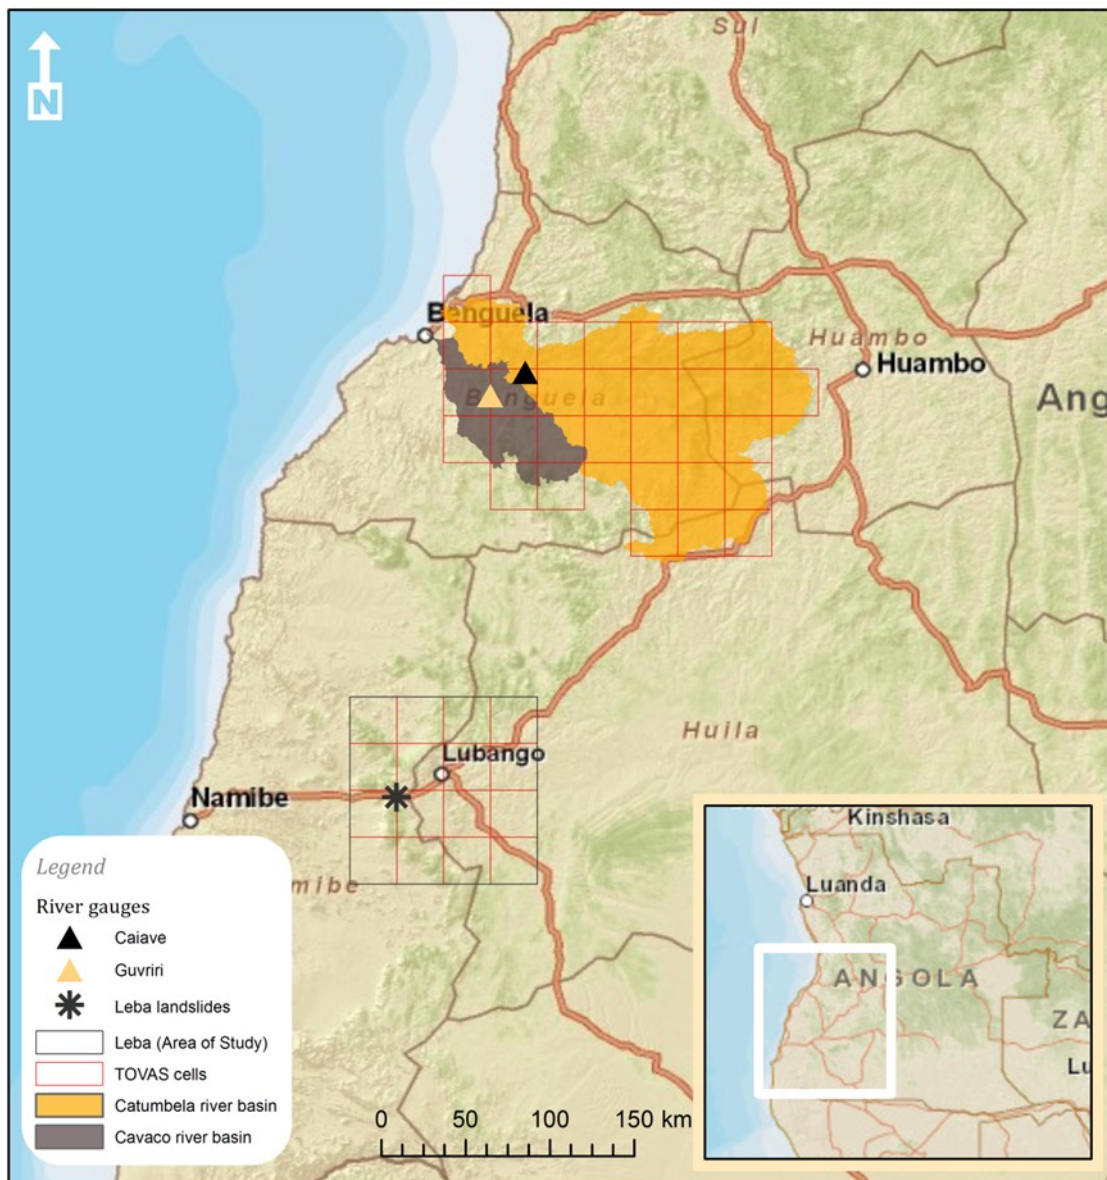 Sul
N
Benguela
Huambo
Huambo
Benguela
Ang
Huila
Lubango
Namibe
mibe
Legend
River gauges
Caiave
Guvriri
Leba landslides
Leba (Area of Study)
TOVAS cells
Catumbela river basin
Cavaco river basin
0 50 100 150 km
Kinshasa
Luanda
ANGOLA
ZA
Lu